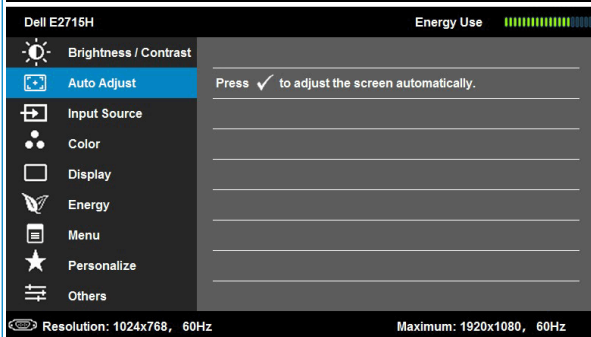 Dell E2715H Energy Use
Brightness / Contrast
Auto Adjust Press ✓ to adjust the screen automatically.
Input Source
Color
Display
Energy
Menu
Personalize
Others
Resolution: 1024x768, 60Hz Maximum: 1920x1080, 60Hz